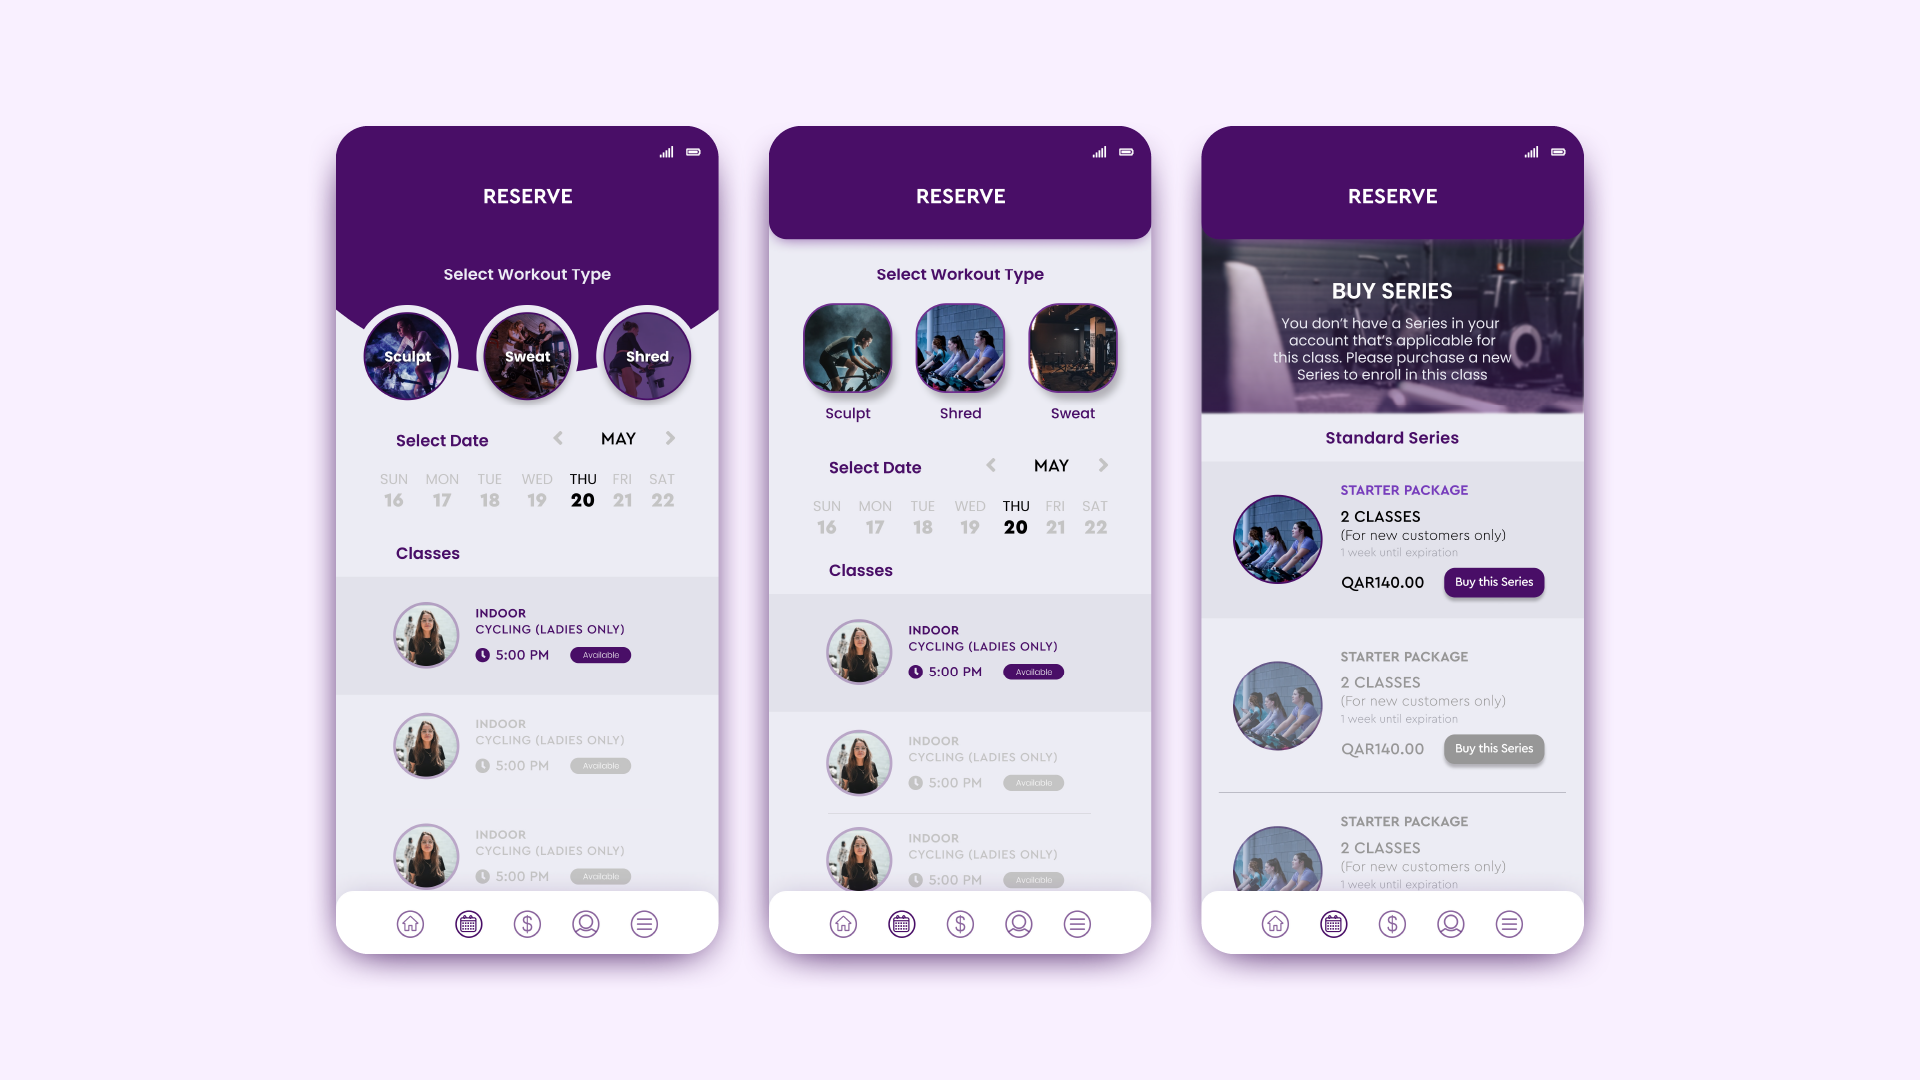 RESERVE
Select Workout Type
Sculpt Sweat Shred
Select Date MAY
SUN MON TUE WED THU FRI SAT
16 17 18 19 20 21 22
Classes
INDOOR
CYCLING (LADIES ONLY)
5:00 PM Available
INDOOR
CYCLING (LADIES ONLY)
5:00 PM Available
INDOOR
CYCLING (LADIES ONLY)
5:00 PM Available
RESERVE
Select Workout Type
Sculpt Shred Sweat
Select Date MAY
SUN MON TUE WED THU FRI SAT
16 17 18 19 20 21 22
Classes
INDOOR
CYCLING (LADIES ONLY)
5:00 PM Available
INDOOR
CYCLING (LADIES ONLY)
5:00 PM Available
INDOOR
CYCLING (LADIES ONLY)
5:00 PM Available
RESERVE
BUY SERIES
You don’t have a Series in your
account that’s applicable for
this class. Please purchase a new
Series to enroll in this class
Standard Series
STARTER PACKAGE
2 CLASSES
(For new customers only)
1 week until expiration
QAR140.00 Buy this Series
STARTER PACKAGE
2 CLASSES
(For new customers only)
1 week until expiration
QAR140.00 Buy this Series
STARTER PACKAGE
2 CLASSES
(For new customers only)
1 week until expiration